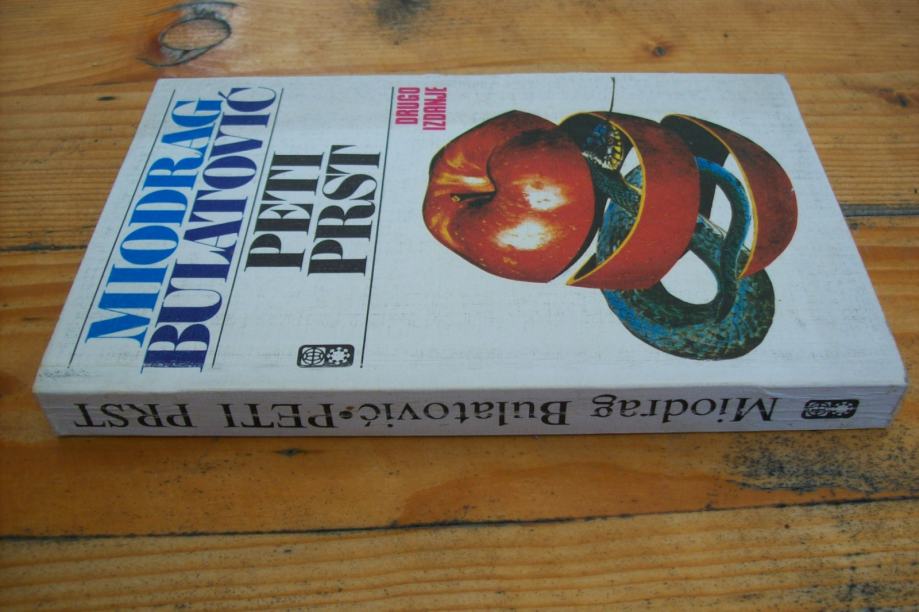 MIODRAG
BULATOVIĆ
PETI
PRST
DRUGO
IZDANJE
Miodrag Bulatović•PETI PRST